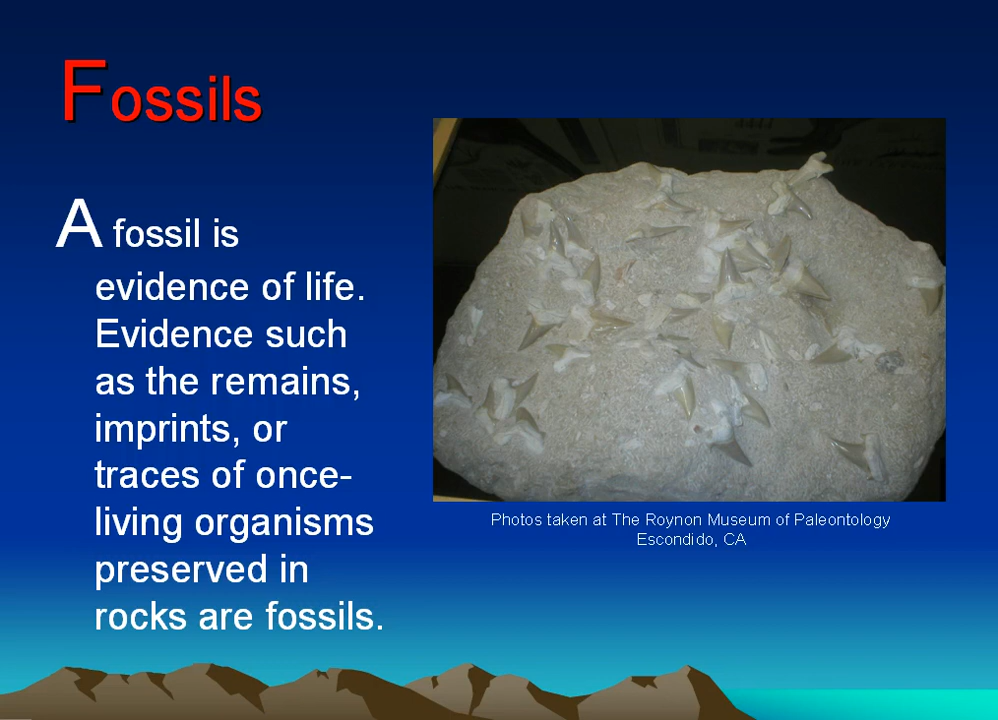 Fossils
A fossil is
evidence of life.
Evidence such
as the remains,
imprints, or
traces of once-
living organisms
preserved in
rocks are fossils.
Photos taken at The Roynon Museum of Paleontology
Escondido, CA